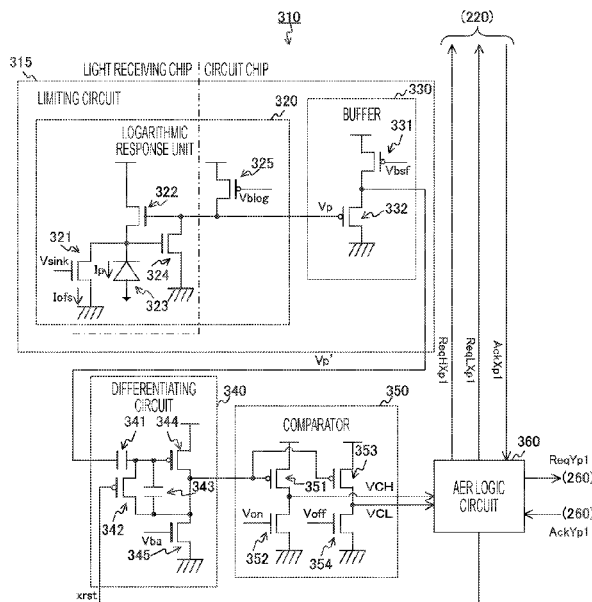 310
(220)
315
LIGHT RECEIVING CHIP
CIRCUIT CHIP
LIMITING CIRCUIT
320
330
LOGARITHMIC
RESPONSE UNIT
BUFFER
325
331
322
Vblog
Vbsf
Vp
332
321
Vsink
Ip
324
Iofs
323
Vp'
ReqHXp1
ReqLXp1
AckXp1
DIFFERENTIATING
CIRCUIT
340
350
341
344
COMPARATOR
353
360
ReqYp1
343
351
VCH
(260)
AER LOGIC
CIRCUIT
342
Von
Voff
VCL
(260)
AckYp1
Vba
345
352
354
xrst